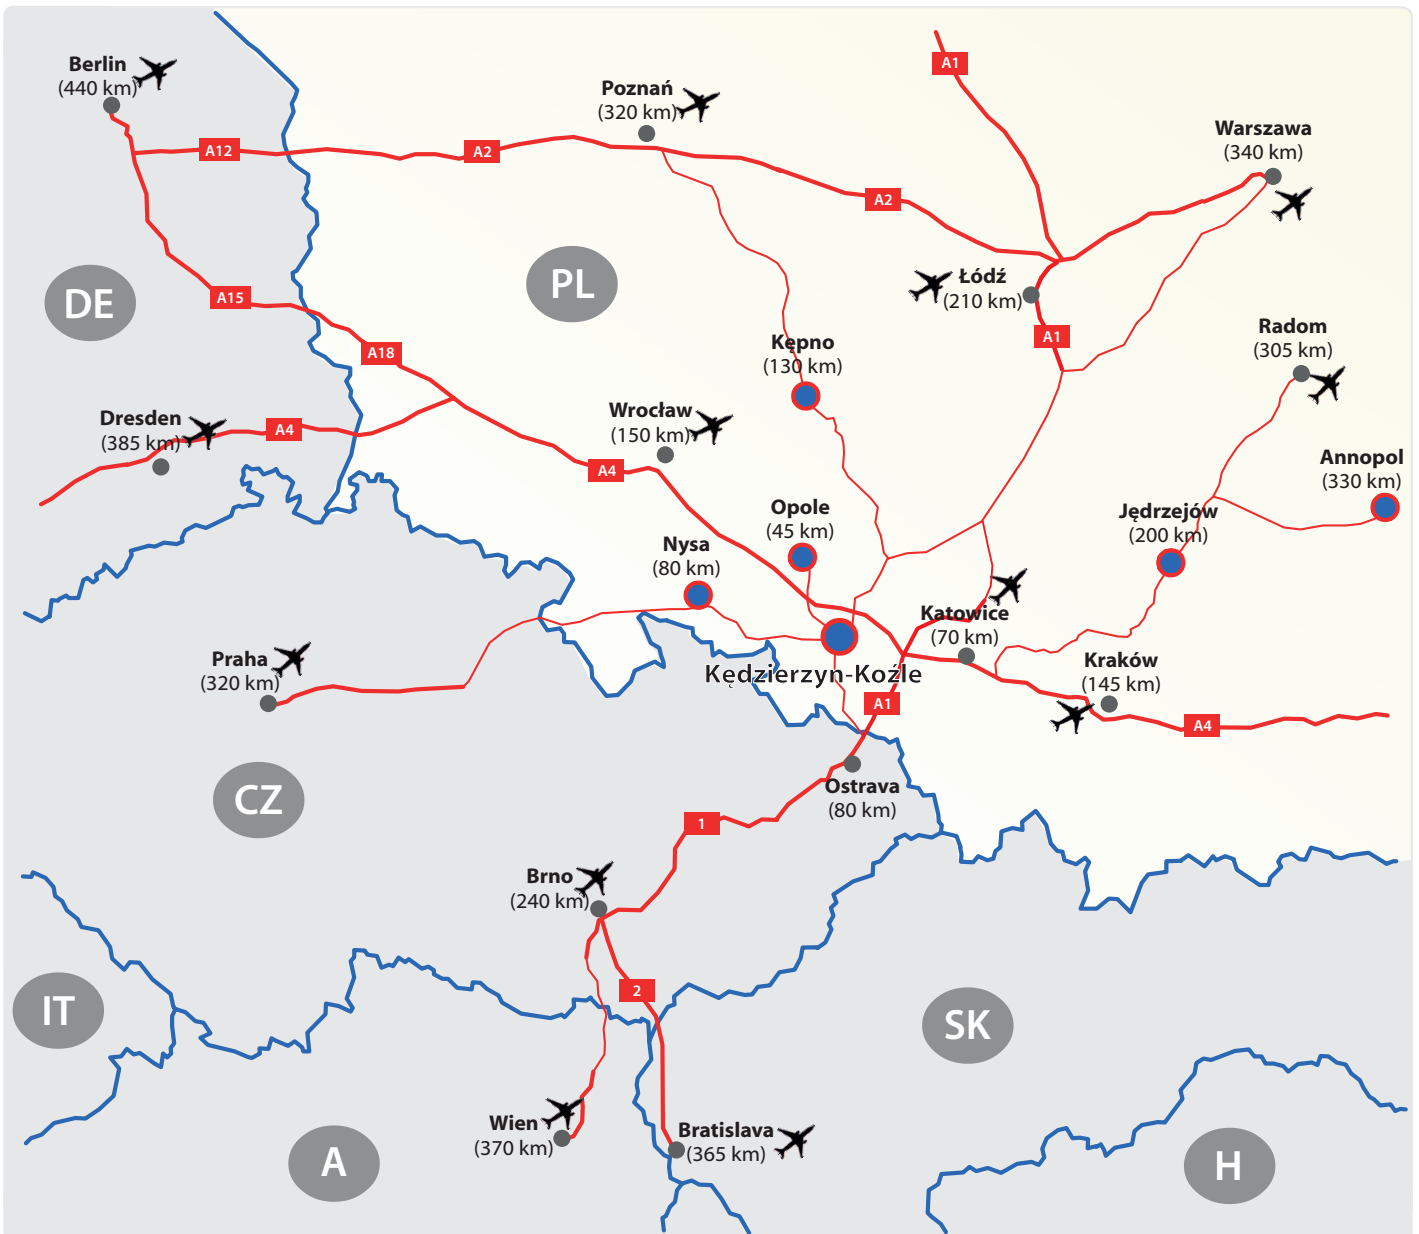 Berlin
(440 km)
Poznań
(320 km)
A1
Warszawa
(340 km)
A12
A2
A2
DE
PL
Łódź
(210 km)
A15
A18
Kępno
(130 km)
A1
Radom
(305 km)
Dresden
(385 km)
A4
Wrocław
(150 km)
A4
Annopol
(330 km)
Opole
(45 km)
Jędrzejów
(200 km)
Nysa
(80 km)
Katowice
(70 km)
Praha
(320 km)
Kędzierzyn-Koźle
Kraków
(145 km)
A1
A4
CZ
Ostrava
(80 km)
1
Brno
(240 km)
2
IT
SK
Wien
(370 km)
Bratislava
(365 km)
A
H